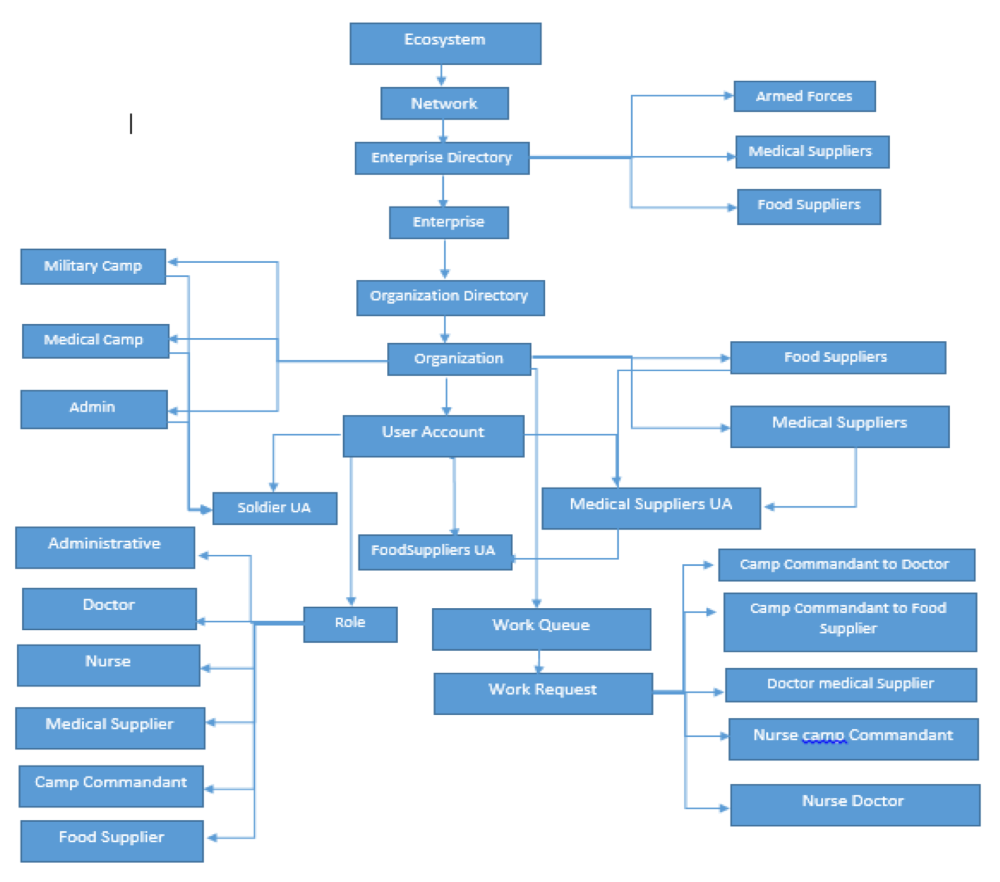 Ecosystem
Network
Armed Forces
Enterprise Directory
Medical Suppliers
Food Suppliers
Enterprise
Military Camp
Organization Directory
Medical Camp
Organization
Food Suppliers
Admin
User Account
Medical Suppliers
Soldier UA
Medical Suppliers UA
Administrative
FoodSuppliers UA
Camp Commandant to Doctor
Doctor
Role
Work Queue
Camp Commandant to Food
Supplier
Nurse
Work Request
Doctor medical Supplier
Medical Supplier
Nurse camp Commandant
Camp Commandant
Nurse Doctor
Food Supplier